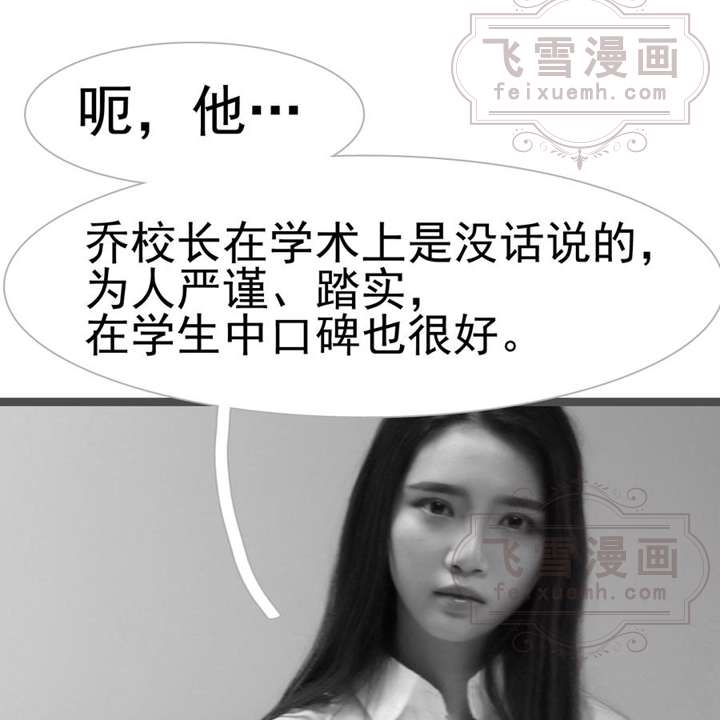 飞雪漫画
feixuemh.com
呃，他…
乔校长在学术上是没话说的，
为人严谨、踏实，
在学生中口碑也很好。
飞雪漫画
feixuemh.com